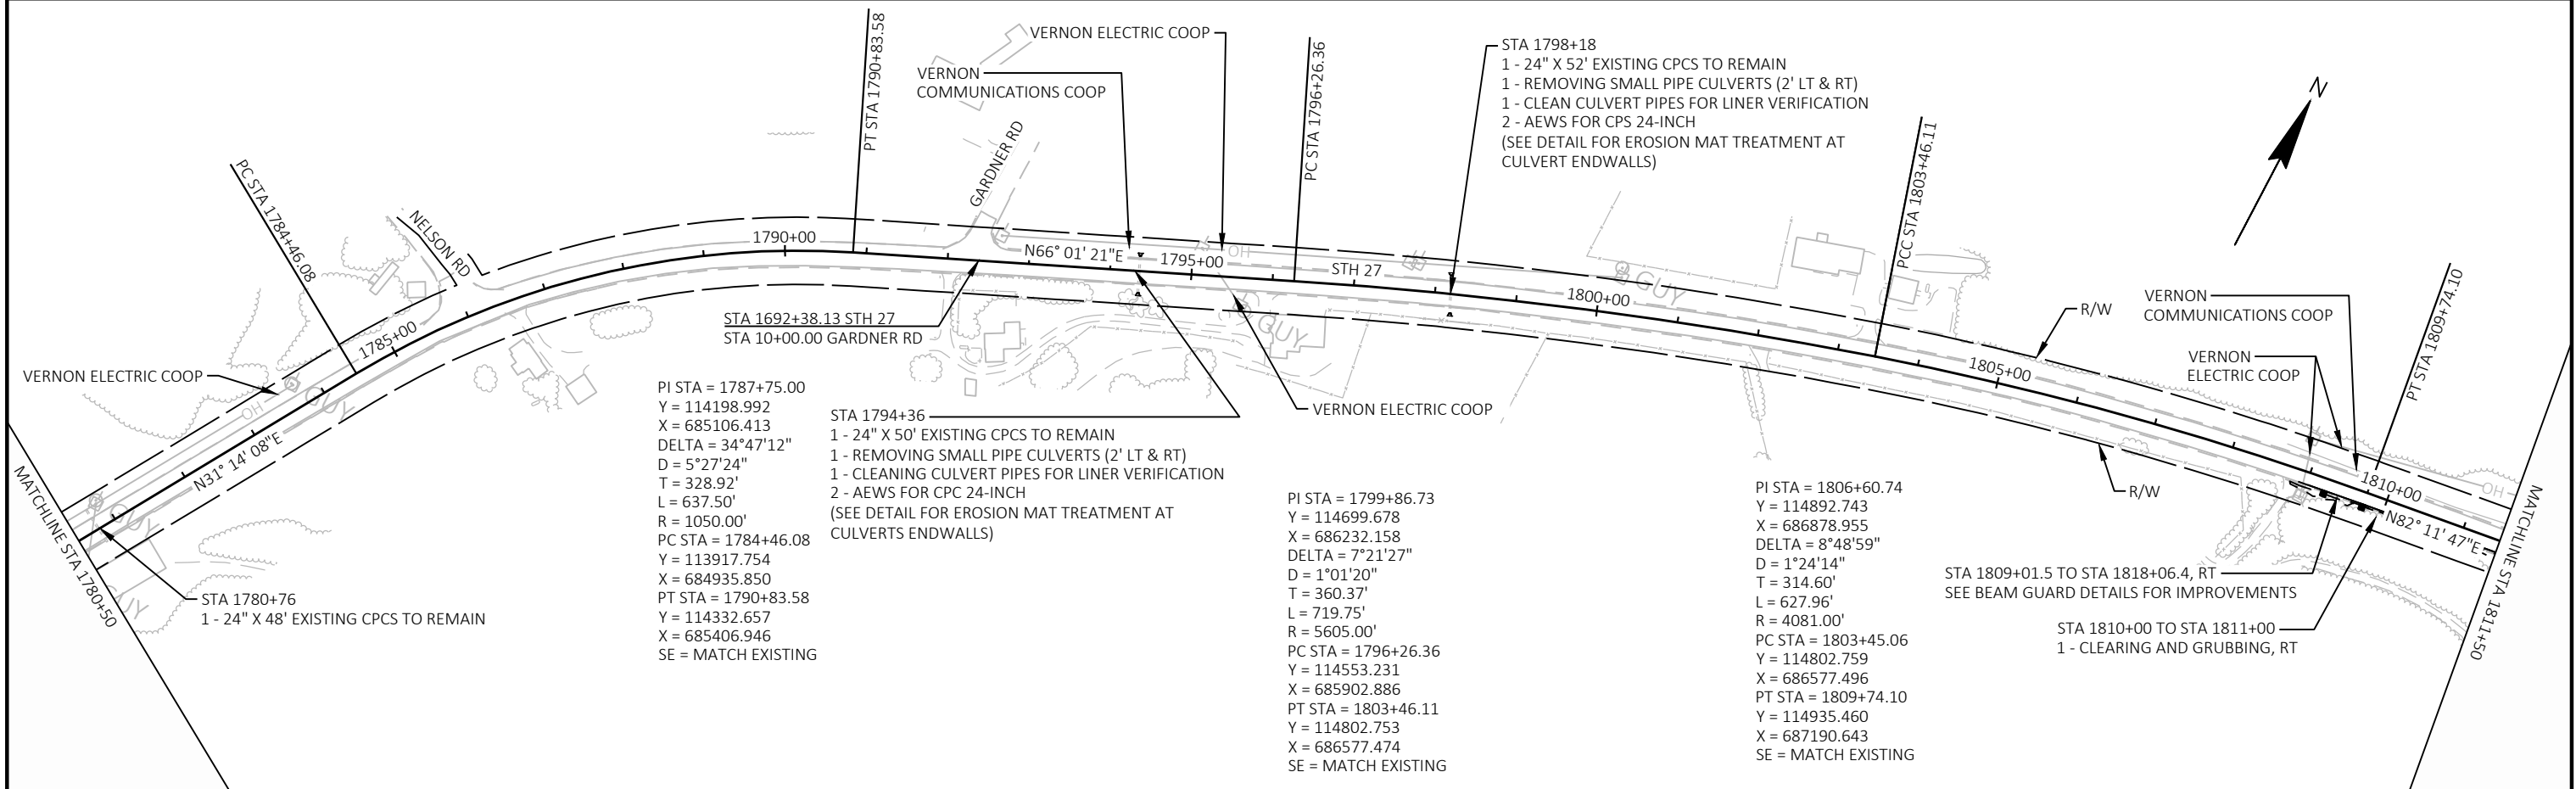 VERNON ELECTRIC COOP
PT STA 1790+83.58
VERNON
COMMUNICATIONS COOP
PC STA 1796+26.36
STA 1798+18
1 - 24" X 52' EXISTING CPCS TO REMAIN
1 - REMOVING SMALL PIPE CULVERTS (2' LT & RT)
1 - CLEAN CULVERT PIPES FOR LINER VERIFICATION
2 - AEWS FOR CPS 24-INCH
(SEE DETAIL FOR EROSION MAT TREATMENT AT
CULVERT ENDWALLS)
N
PCC STA 1803+46.11
GARDNER RD
PC STA 1784+46.08
NELSON RD
1790+00
N66° 01' 21"E
1795+00
OH
STH 27
1800+00
GUY
GUY
R/W
VERNON
COMMUNICATIONS COOP
PT STA 1809+74.10
1785+00
STA 1692+38.13 STH 27
STA 10+00.00 GARDNER RD
VERNON
ELECTRIC COOP
1805+00
VERNON ELECTRIC COOP
OH
GUY
VERNON ELECTRIC COOP
N31° 14' 08"E
MATCHLINE STA 1780+50
GUY
GUY
STA 1780+76
1 - 24" X 48' EXISTING CPCS TO REMAIN
PI STA = 1787+75.00
Y = 114198.992
X = 685106.413
DELTA = 34°47'12"
D = 5°27'24"
T = 328.92'
L = 637.50'
R = 1050.00'
PC STA = 1784+46.08
Y = 113917.754
X = 684935.850
PT STA = 1790+83.58
Y = 114332.657
X = 685406.946
SE = MATCH EXISTING
STA 1794+36
1 - 24" X 50' EXISTING CPCS TO REMAIN
1 - REMOVING SMALL PIPE CULVERTS (2' LT & RT)
1 - CLEANING CULVERT PIPES FOR LINER VERIFICATION
2 - AEWS FOR CPC 24-INCH
(SEE DETAIL FOR EROSION MAT TREATMENT AT
CULVERTS ENDWALLS)
PI STA = 1799+86.73
Y = 114699.678
X = 686232.158
DELTA = 7°21'27"
D = 1°01'20"
T = 360.37'
L = 719.75'
R = 5605.00'
PC STA = 1796+26.36
Y = 114553.231
X = 685902.886
PT STA = 1803+46.11
Y = 114802.753
X = 686577.474
SE = MATCH EXISTING
PI STA = 1806+60.74
Y = 114892.743
X = 686878.955
DELTA = 8°48'59"
D = 1°24'14"
T = 314.60'
L = 627.96'
R = 4081.00'
PC STA = 1803+45.06
Y = 114802.759
X = 686577.496
PT STA = 1809+74.10
Y = 114935.460
X = 687190.643
SE = MATCH EXISTING
R/W
1810+00
OH
N82° 11' 47"E
MATCHLINE STA 1811+50
STA 1809+01.5 TO STA 1818+06.4, RT
SEE BEAM GUARD DETAILS FOR IMPROVEMENTS
STA 1810+00 TO STA 1811+00
1 - CLEARING AND GRUBBING, RT